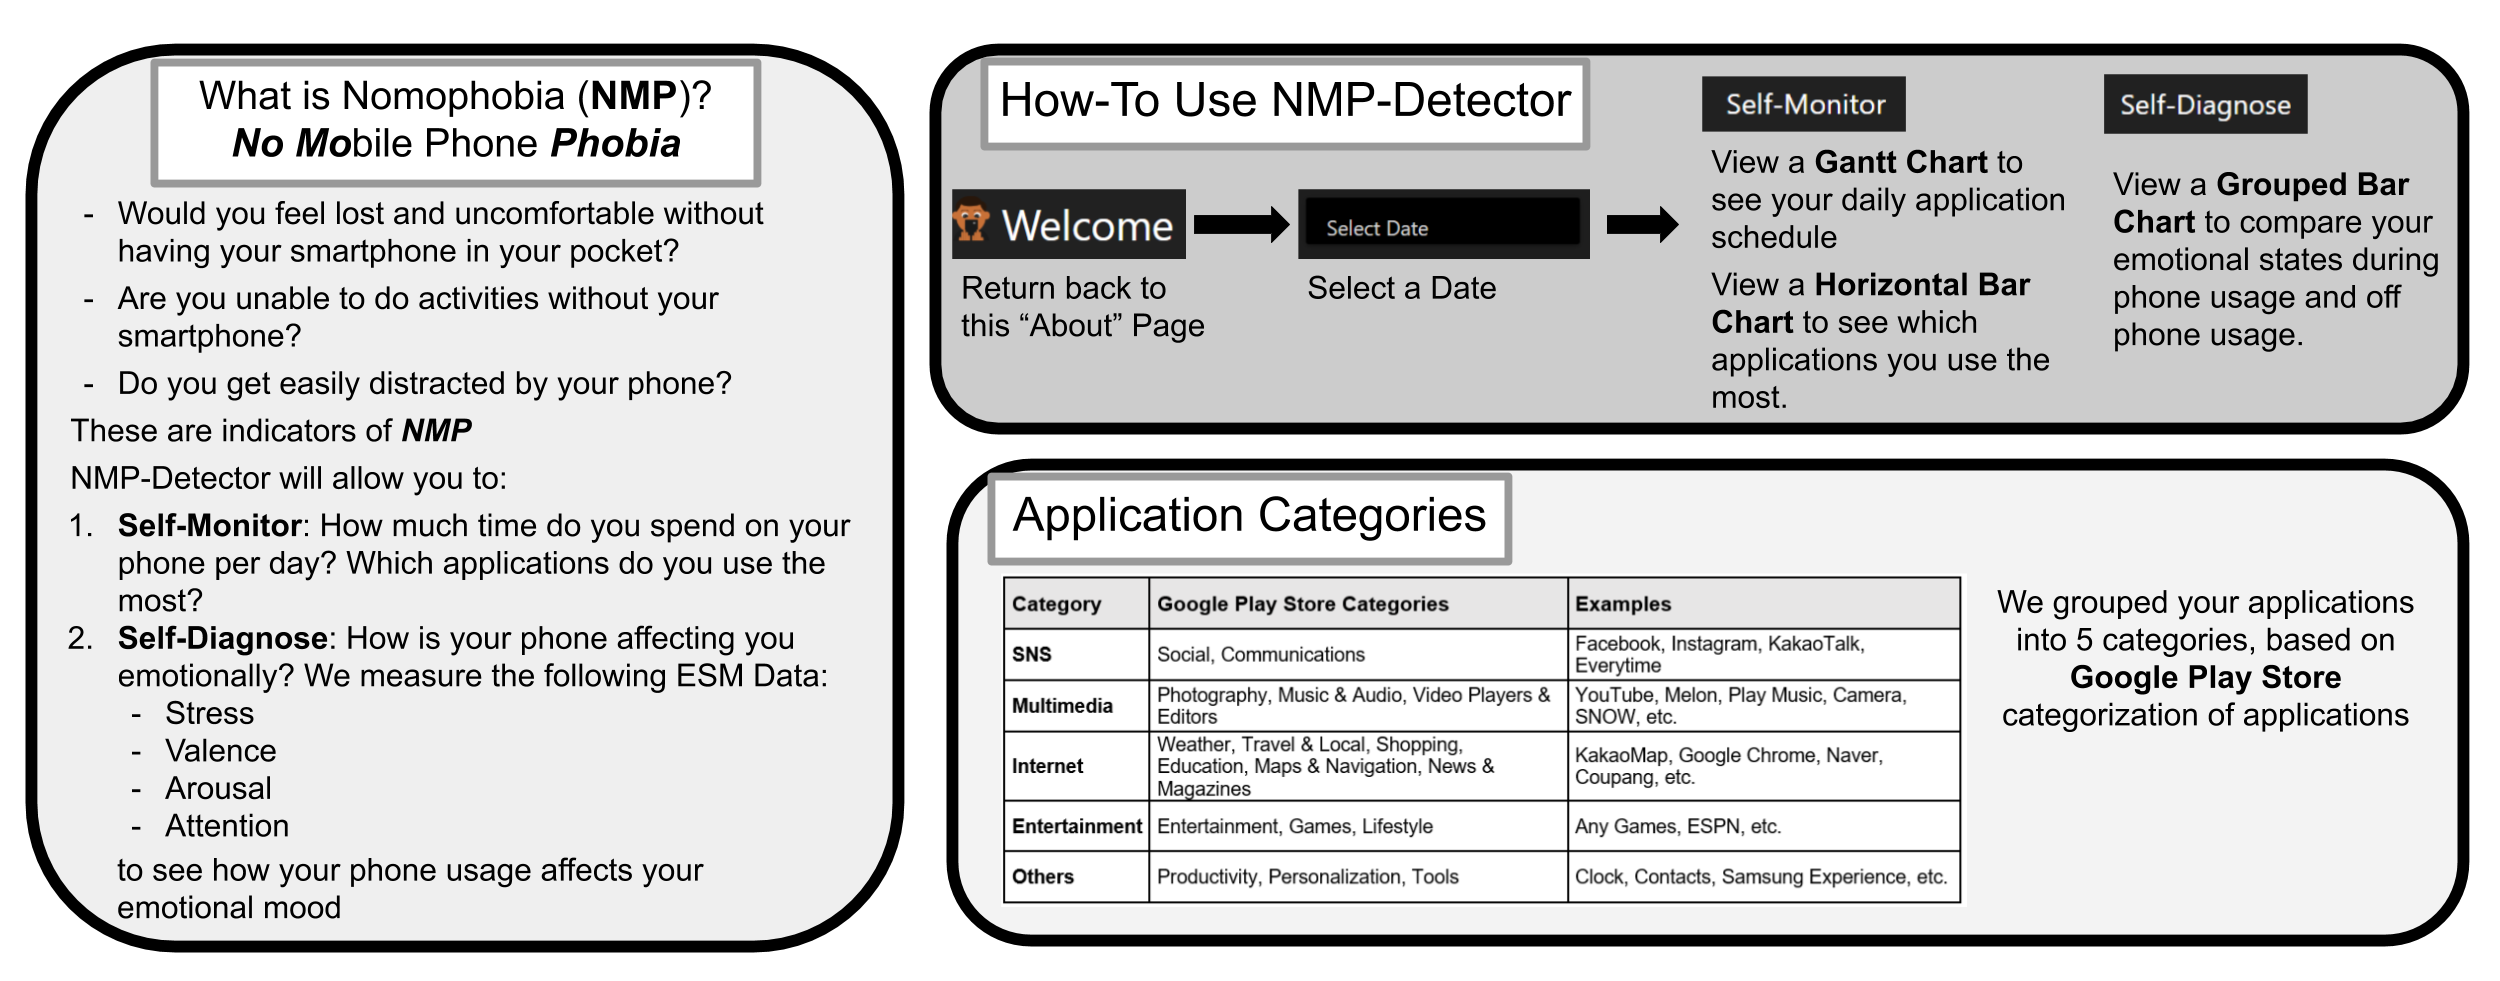 What is Nomophobia (NMP)?
No Mobile Phone Phobia
- Would you feel lost and uncomfortable without
having your smartphone in your pocket?
- Are you unable to do activities without your
smartphone?
- Do you get easily distracted by your phone?
These are indicators of NMP
NMP-Detector will allow you to:
1. Self-Monitor: How much time do you spend on your
phone per day? Which applications do you use the
most?
2. Self-Diagnose: How is your phone affecting you
emotionally? We measure the following ESM Data:
- Stress
- Valence
- Arousal
- Attention
to see how your phone usage affects your
emotional mood
How-To Use NMP-Detector
Welcome
Return back to
this “About” Page
Select Date
Select a Date
Self-Monitor
View a Gantt Chart to
see your daily application
schedule
View a Horizontal Bar
Chart to see which
applications you use the
most.
Self-Diagnose
View a Grouped Bar
Chart to compare your
emotional states during
phone usage and off
phone usage.
Application Categories
Category Google Play Store Categories Examples
SNS Social, Communications Facebook, Instagram, KakaoTalk,
Everytime
Multimedia Photography, Music & Audio, Video Players &
Editors YouTube, Melon, Play Music, Camera,
SNOW, etc.
Internet Weather, Travel & Local, Shopping,
Education, Maps & Navigation, News &
Magazines KakaoMap, Google Chrome, Naver,
Coupang, etc.
Entertainment Entertainment, Games, Lifestyle Any Games, ESPN, etc.
Others Productivity, Personalization, Tools Clock, Contacts, Samsung Experience, etc.
We grouped your applications
into 5 categories, based on
Google Play Store
categorization of applications